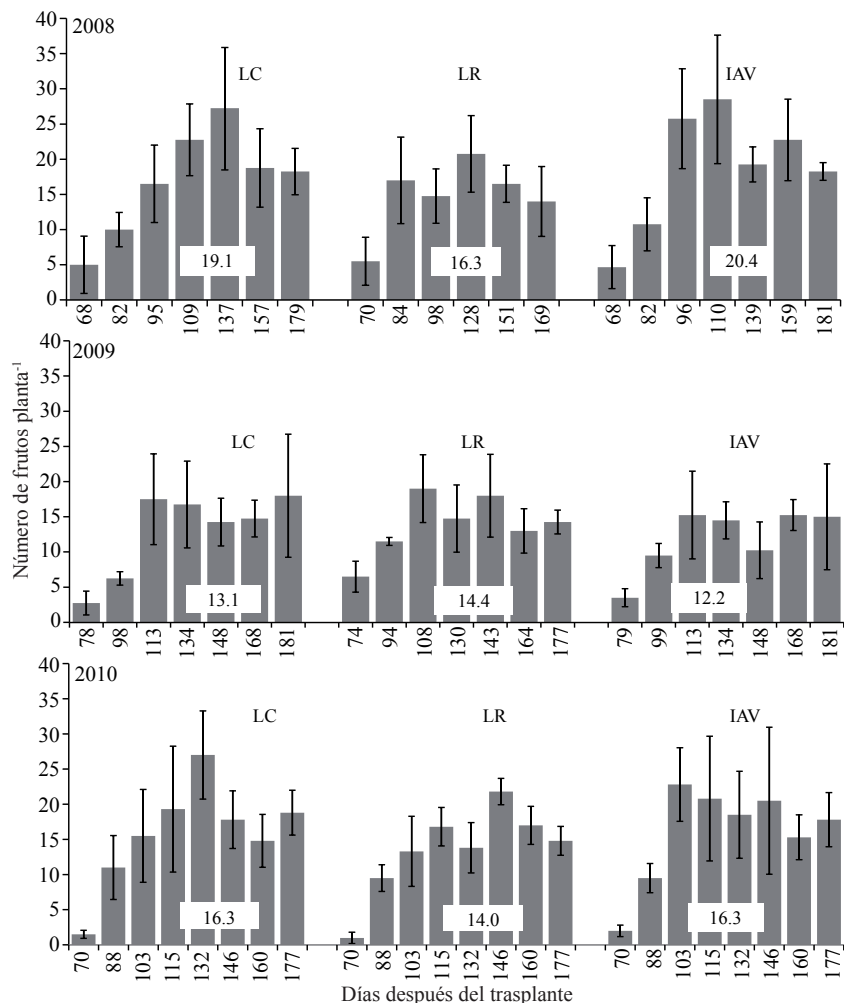 2008
40
35
30
25
20
15
10
5
0
LC
LR
IAV
19.1
16.3
20.4
68 82 95 109 137 157 179
70 84 98 128 151 169
68 82 96 110 139 159 181
Número de frutos planta⁻¹
2009
40
35
30
25
20
15
10
5
0
LC
LR
IAV
13.1
14.4
12.2
78 98 113 134 148 168 181
74 94 108 130 143 164 177
79 99 113 134 148 168 181
2010
40
35
30
25
20
15
10
5
0
LC
LR
IAV
16.3
14.0
16.3
70 88 103 115 132 146 160 177
70 88 103 115 132 146 160 177
70 88 103 115 132 146 160 177
Días después del trasplante